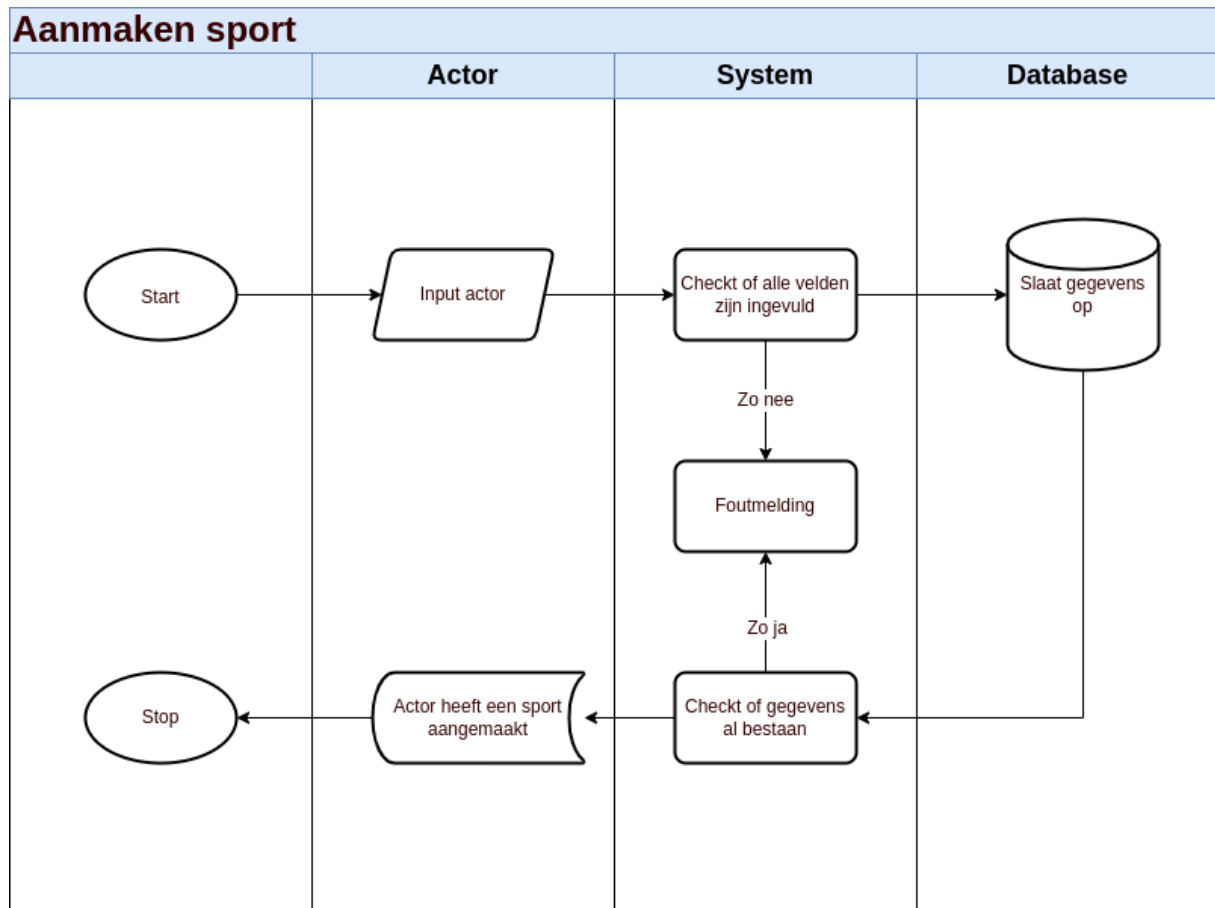 Aanmaken sport
Actor
System
Database
Start
Input actor
Checkt of alle velden
zijn ingevuld
Slaat gegevens
op
Zo nee
Foutmelding
Zo ja
Stop
Actor heeft een sport
aangemaakt
Checkt of gegevens
al bestaan